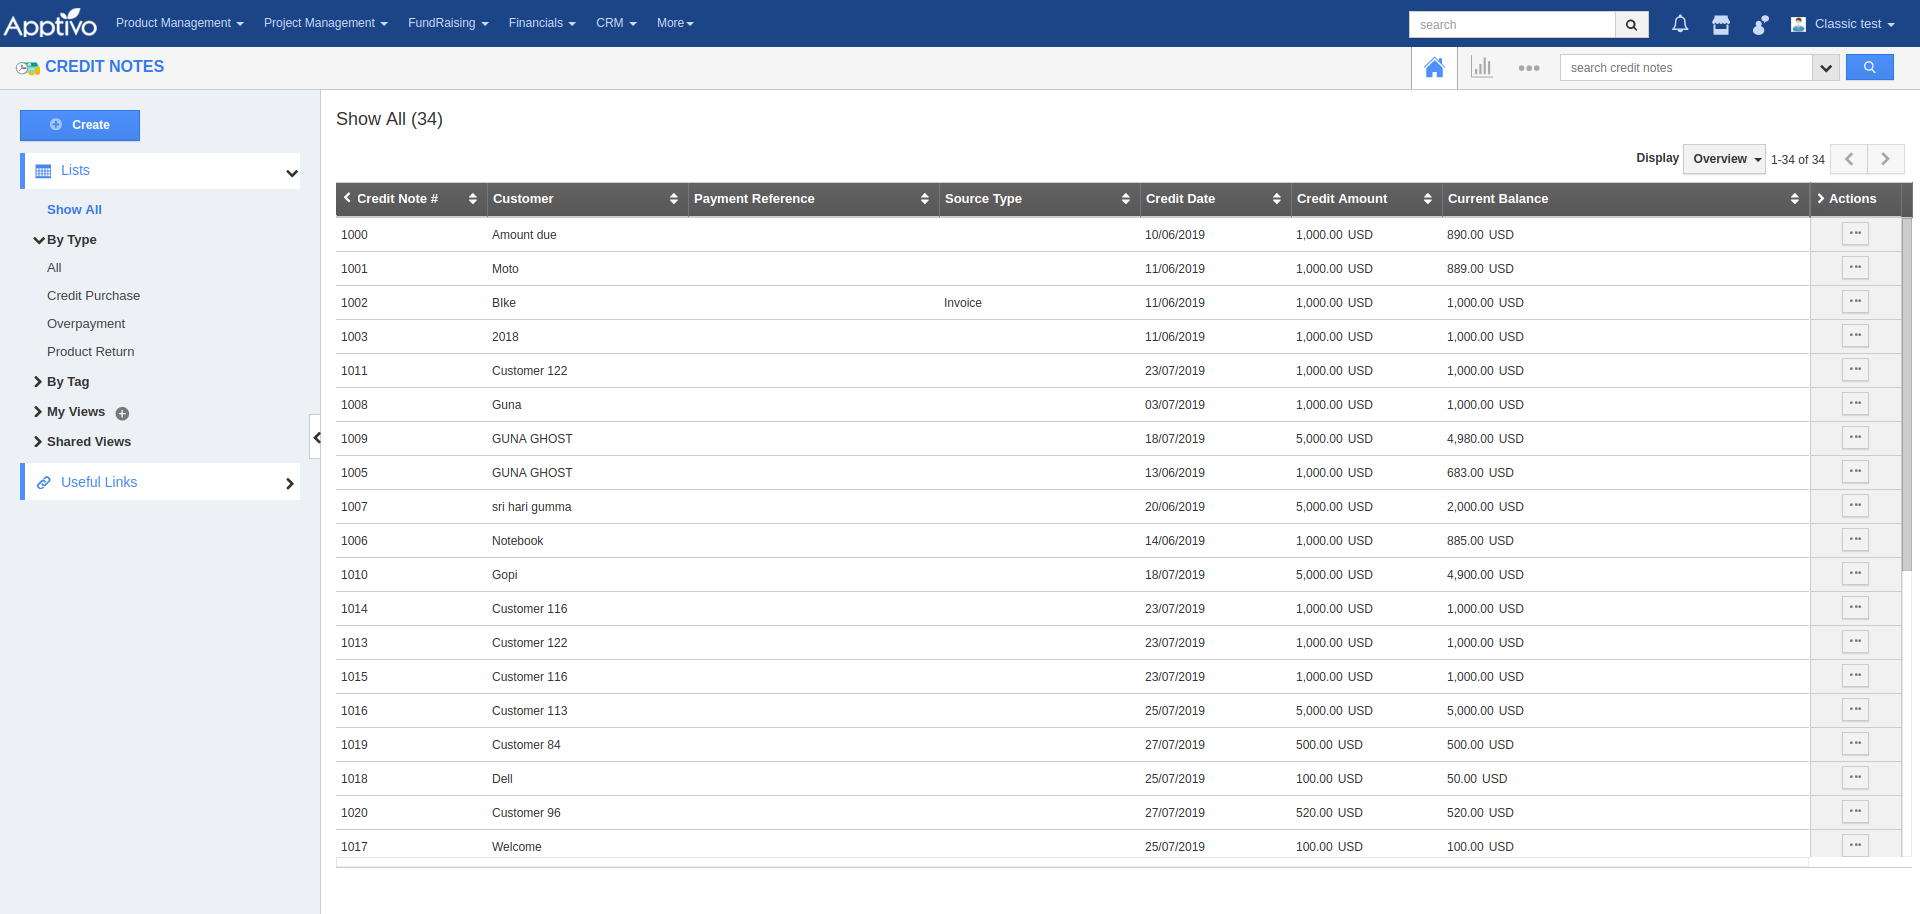 Apptivo Product Management Project Management FundRaising Financials CRM More search Classic test
CREDIT NOTES search credit notes
Create
Lists
Show All
By Type
All
Credit Purchase
Overpayment
Product Return
By Tag
My Views
Shared Views
Useful Links
Show All (34)
Display Overview 1-34 of 34
Credit Note # Customer Payment Reference Source Type Credit Date Credit Amount Current Balance Actions
1000 Amount due 10/06/2019 1,000.00 USD 890.00 USD
1001 Moto 11/06/2019 1,000.00 USD 889.00 USD
1002 BIke Invoice 11/06/2019 1,000.00 USD 1,000.00 USD
1003 2018 11/06/2019 1,000.00 USD 1,000.00 USD
1011 Customer 122 23/07/2019 1,000.00 USD 1,000.00 USD
1008 Guna 03/07/2019 1,000.00 USD 1,000.00 USD
1009 GUNA GHOST 18/07/2019 5,000.00 USD 4,980.00 USD
1005 GUNA GHOST 13/06/2019 1,000.00 USD 683.00 USD
1007 sri hari gumma 20/06/2019 5,000.00 USD 2,000.00 USD
1006 Notebook 14/06/2019 1,000.00 USD 885.00 USD
1010 Gopi 18/07/2019 5,000.00 USD 4,900.00 USD
1014 Customer 116 23/07/2019 1,000.00 USD 1,000.00 USD
1013 Customer 122 23/07/2019 1,000.00 USD 1,000.00 USD
1015 Customer 116 23/07/2019 1,000.00 USD 1,000.00 USD
1016 Customer 113 25/07/2019 5,000.00 USD 5,000.00 USD
1019 Customer 84 27/07/2019 500.00 USD 500.00 USD
1018 Dell 25/07/2019 100.00 USD 50.00 USD
1020 Customer 96 27/07/2019 520.00 USD 520.00 USD
1017 Welcome 25/07/2019 100.00 USD 100.00 USD